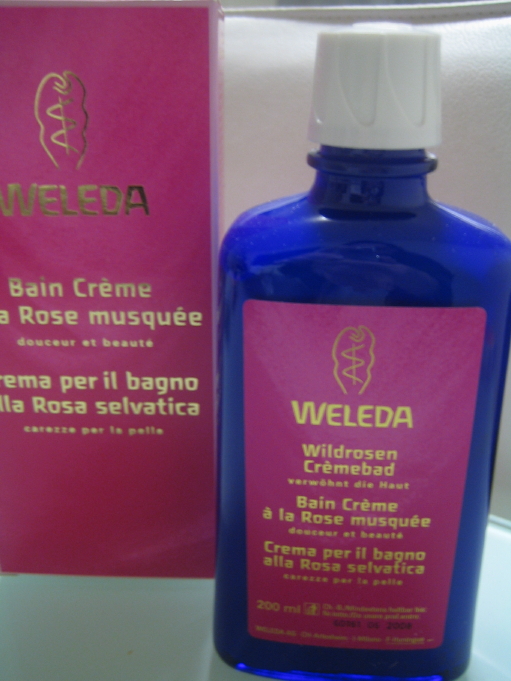 WELEDA
Bain Crème
a Rose musquée
douceur et beauté
rema per il bagno
lla Rosa selvatica
carezze per la pelle
WELEDA
Wildrosen
Crèmebad
verwöhnt die Haut
Bain Crème
à la Rose musquée
douceur et beauté
Crema per il bagno
alla Rosa selvatica
carezze per la pelle
200 ml
WELEDA AG